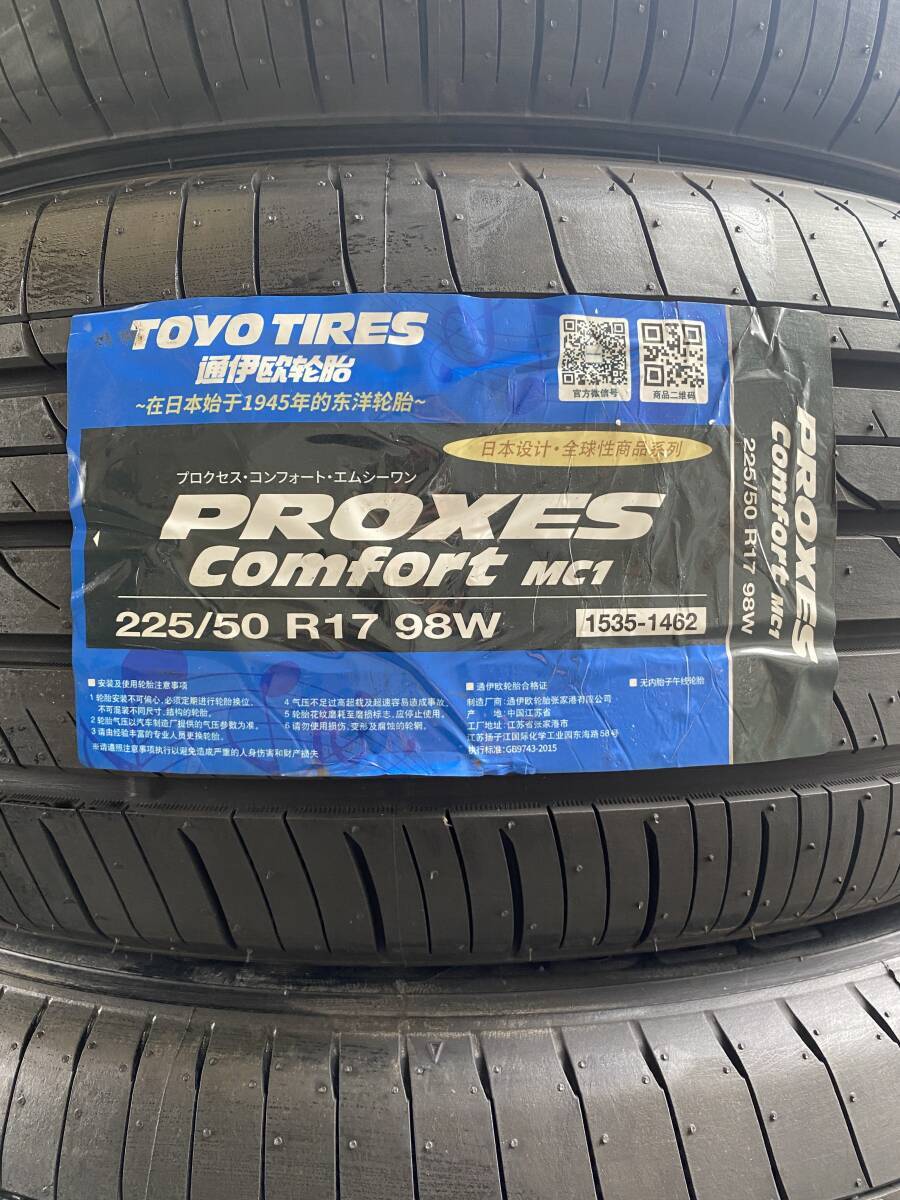 TOYO TIRES
通伊欧轮胎
~在日本始于1945年的东洋轮胎~
官方微信号
商品二维码
日本设计·全球性商品系列
プロクセス・コンフォート・エムシーワン
PROXES
Comfort MC1
225/50 R17 98W
1535-1462
PROXES
Comfort MC1
225/50 R17 98W
■ 安装及使用轮胎注意事项
1 轮胎安装不可偏心,必须定期进行轮胎换位,
不可混装不同尺寸,结构的轮胎。
2 轮胎气压以汽车制造厂提供的气压参数为准。
3 请由经验丰富的专业人员更换轮胎。
※请遵照注意事项执行以避免造成严重的人身伤害和财产损失
4 气压不足过高超载及超速容易造成事故。
5 轮胎花纹磨耗至磨损标志,应停止使用。
6 请勿使用损伤,变形及腐蚀的轮辋。
■ 通伊欧轮胎合格证
制造厂商:通伊欧轮胎张家港有限公司
产 地:中国江苏省
工厂地址:江苏省张家港市
江苏扬子江国际化学工业园东海路58号
执行标准:GB9743-2015
■ 无内胎子午线轮胎